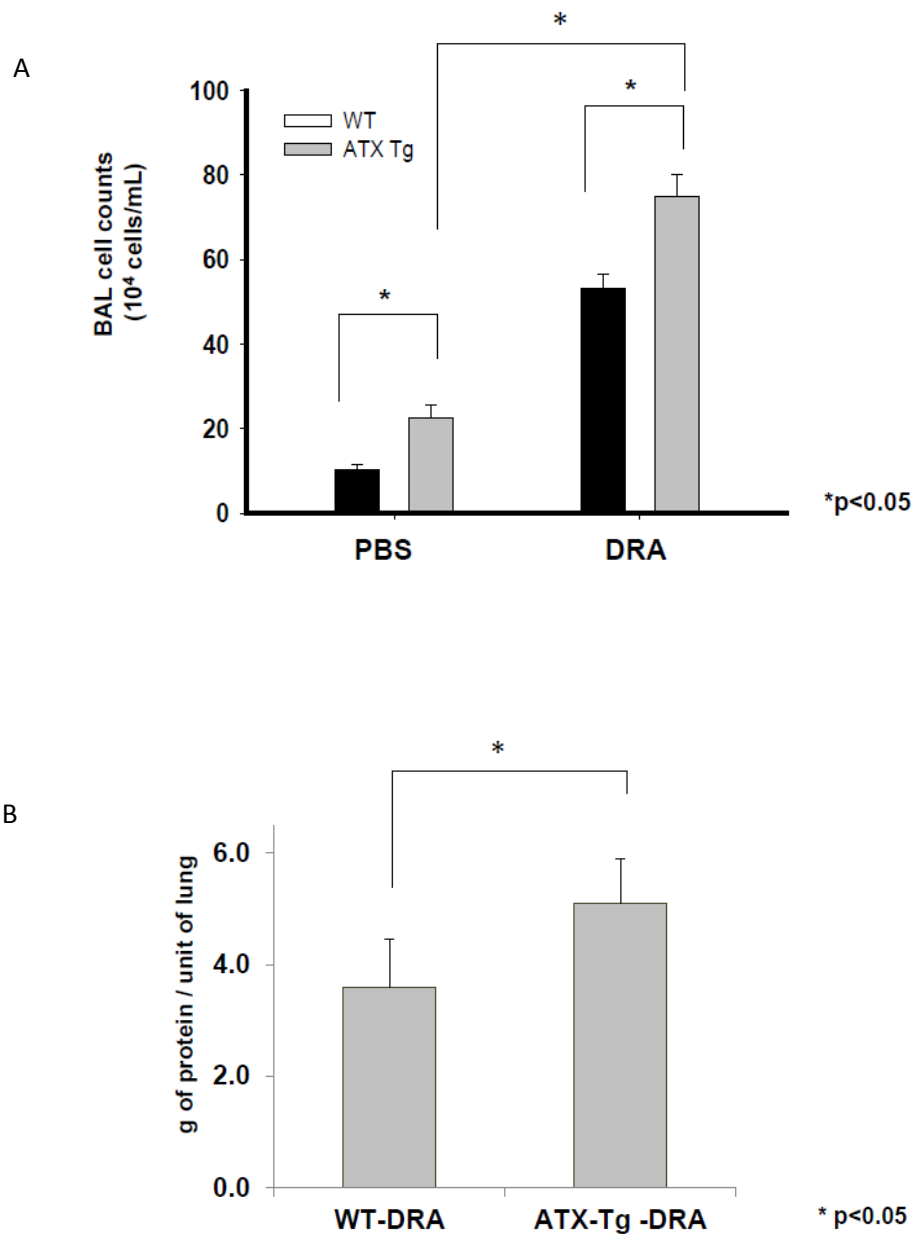 *
A
100
80
60
40
20
0
BAL cell counts
(10⁴ cells/mL)
WT
ATX Tg
*
*
PBS
DRA
*p<0.05
*
B
6.0
4.0
2.0
0.0
g of protein / unit of lung
WT-DRA
ATX-Tg -DRA
* p<0.05